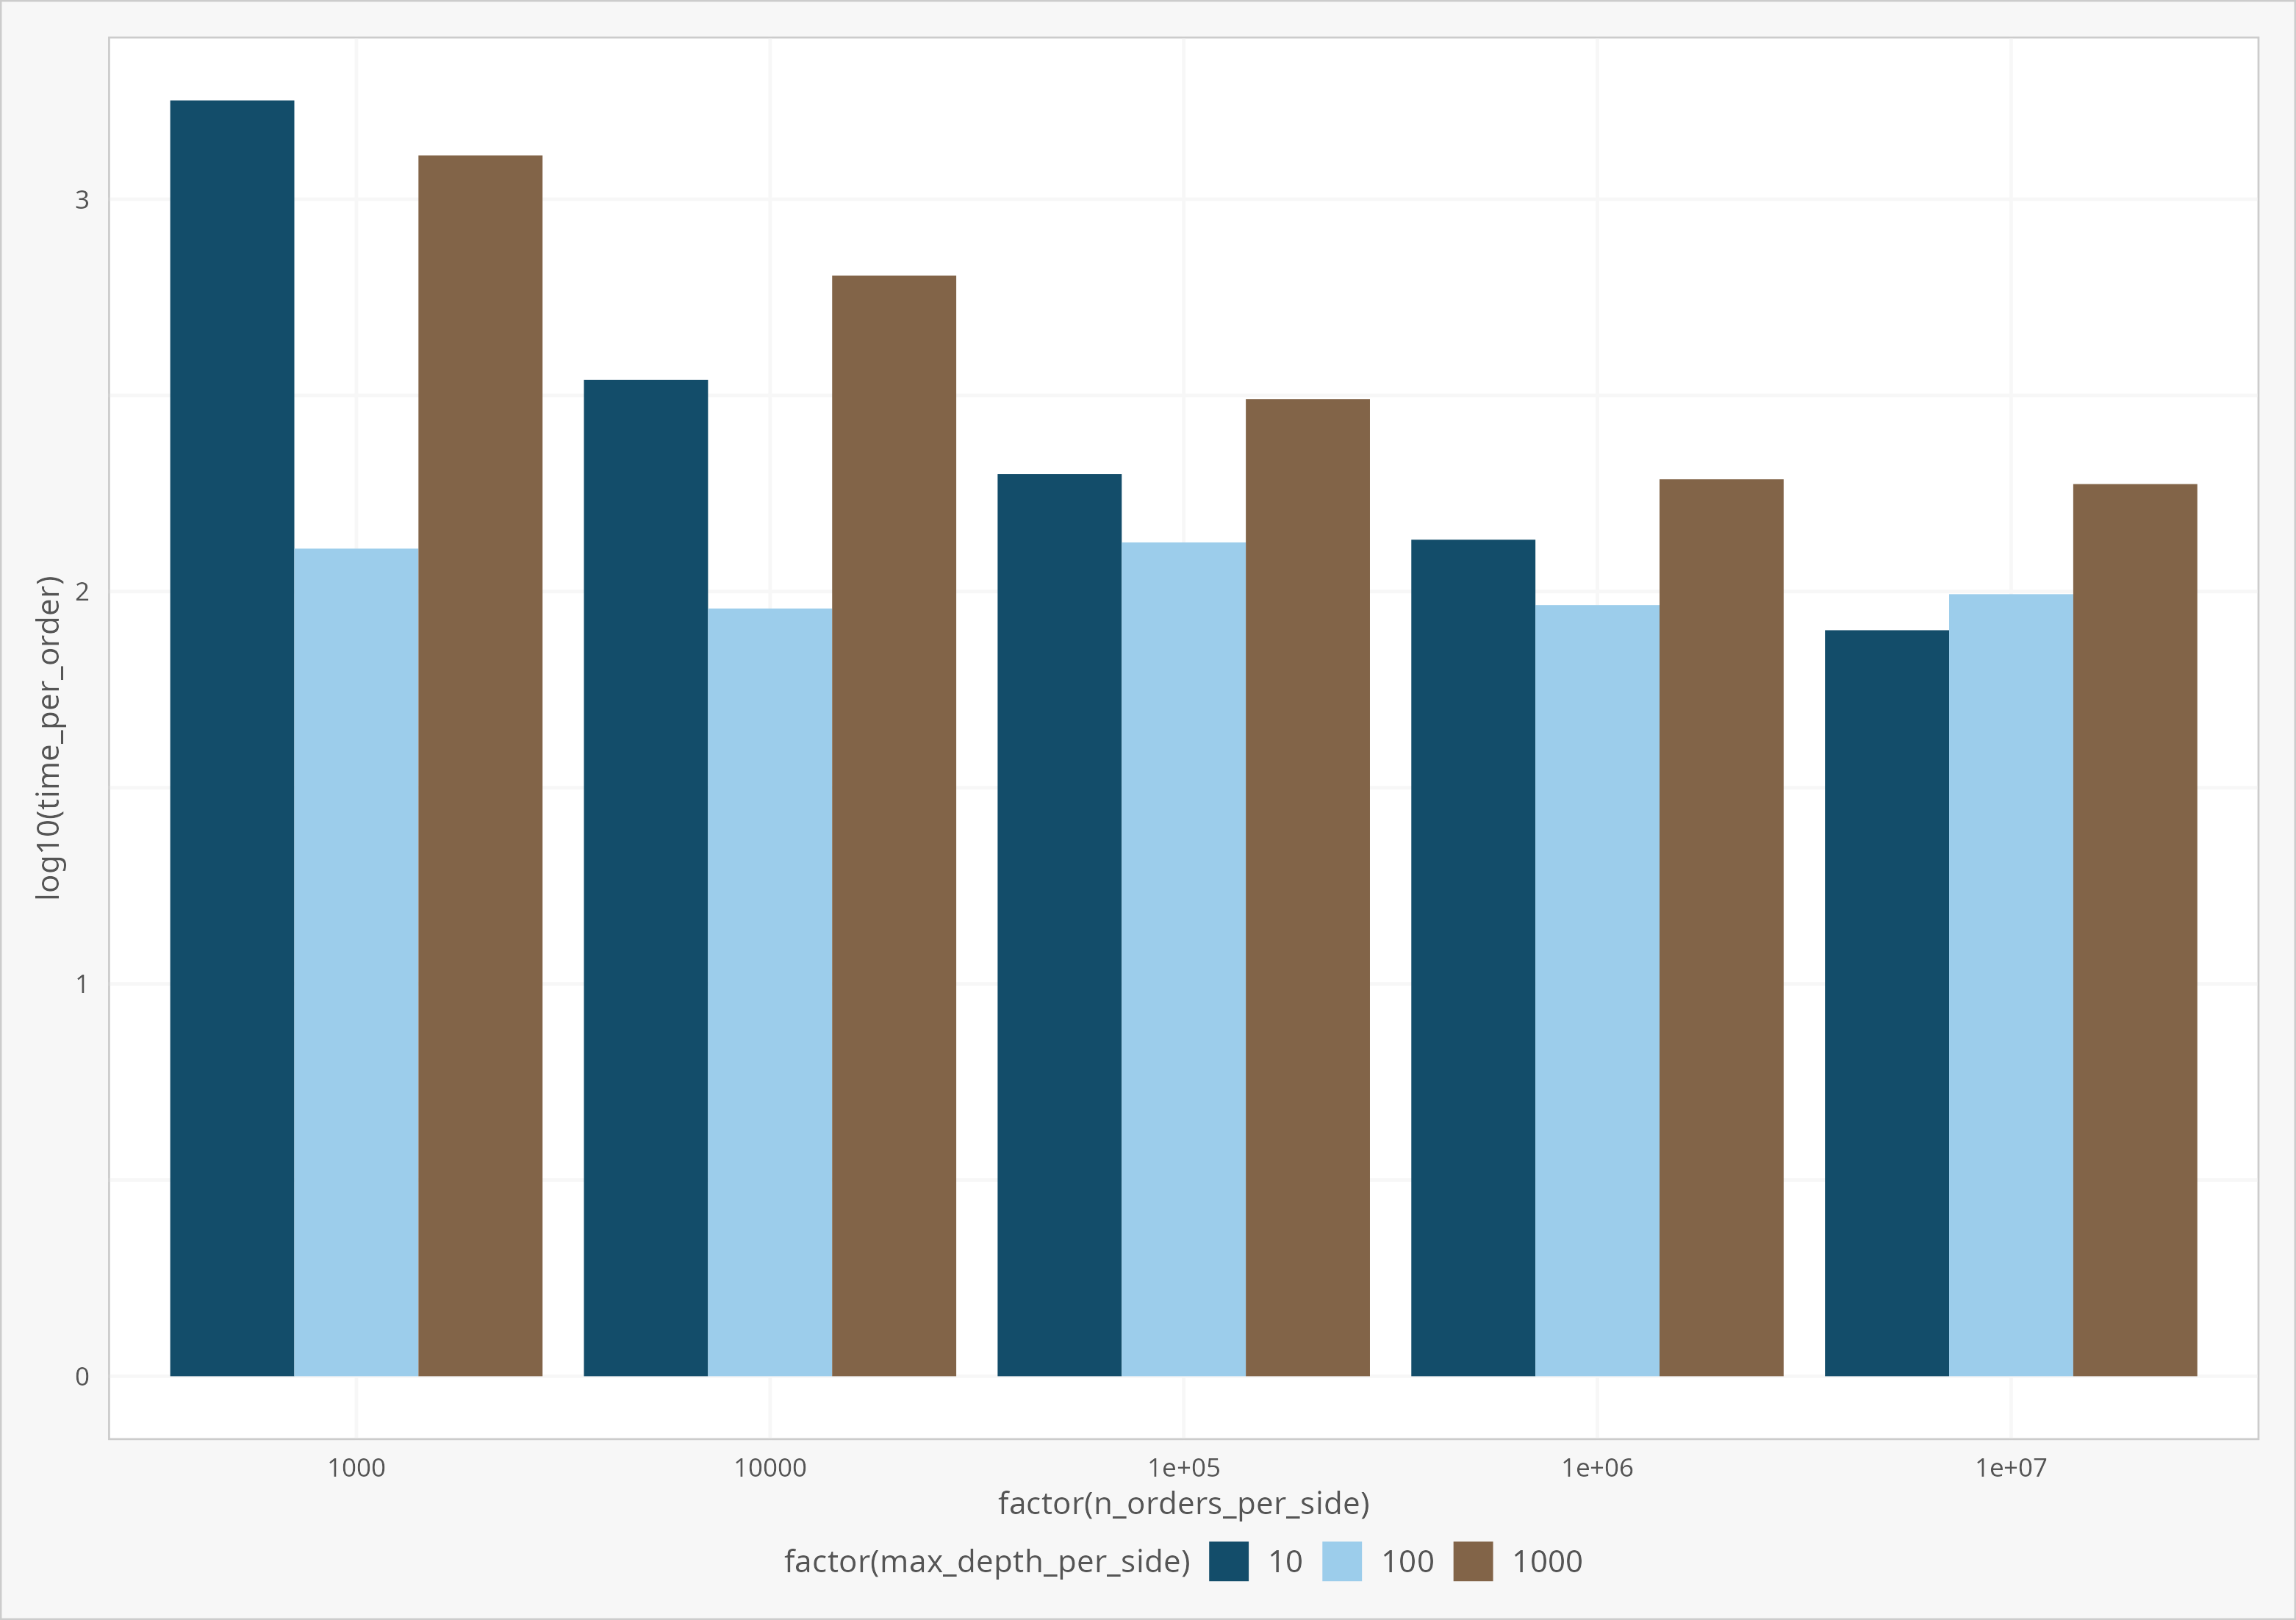 log10(time_per_order)
3
2
1
0
1000 10000 1e+05 1e+06 1e+07
factor(n_orders_per_side)
factor(max_depth_per_side) 10 100 1000